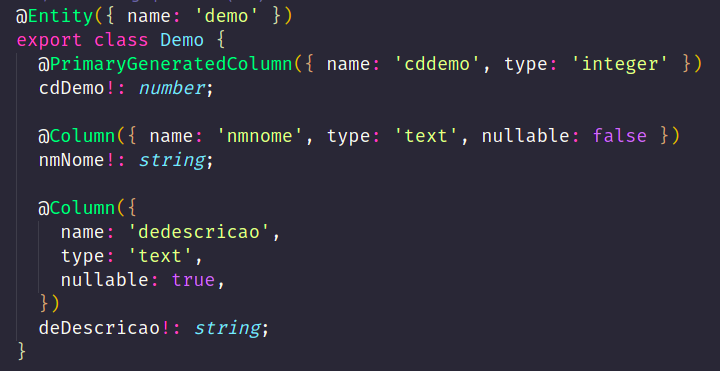 @Entity({ name: 'demo' })
export class Demo {
  @PrimaryGeneratedColumn({ name: 'cddemo', type: 'integer' })
  cdDemo!: number;

  @Column({ name: 'nmnome', type: 'text', nullable: false })
  nmNome!: string;

  @Column({
    name: 'dedescricao',
    type: 'text',
    nullable: true,
  })
  deDescricao!: string;
}